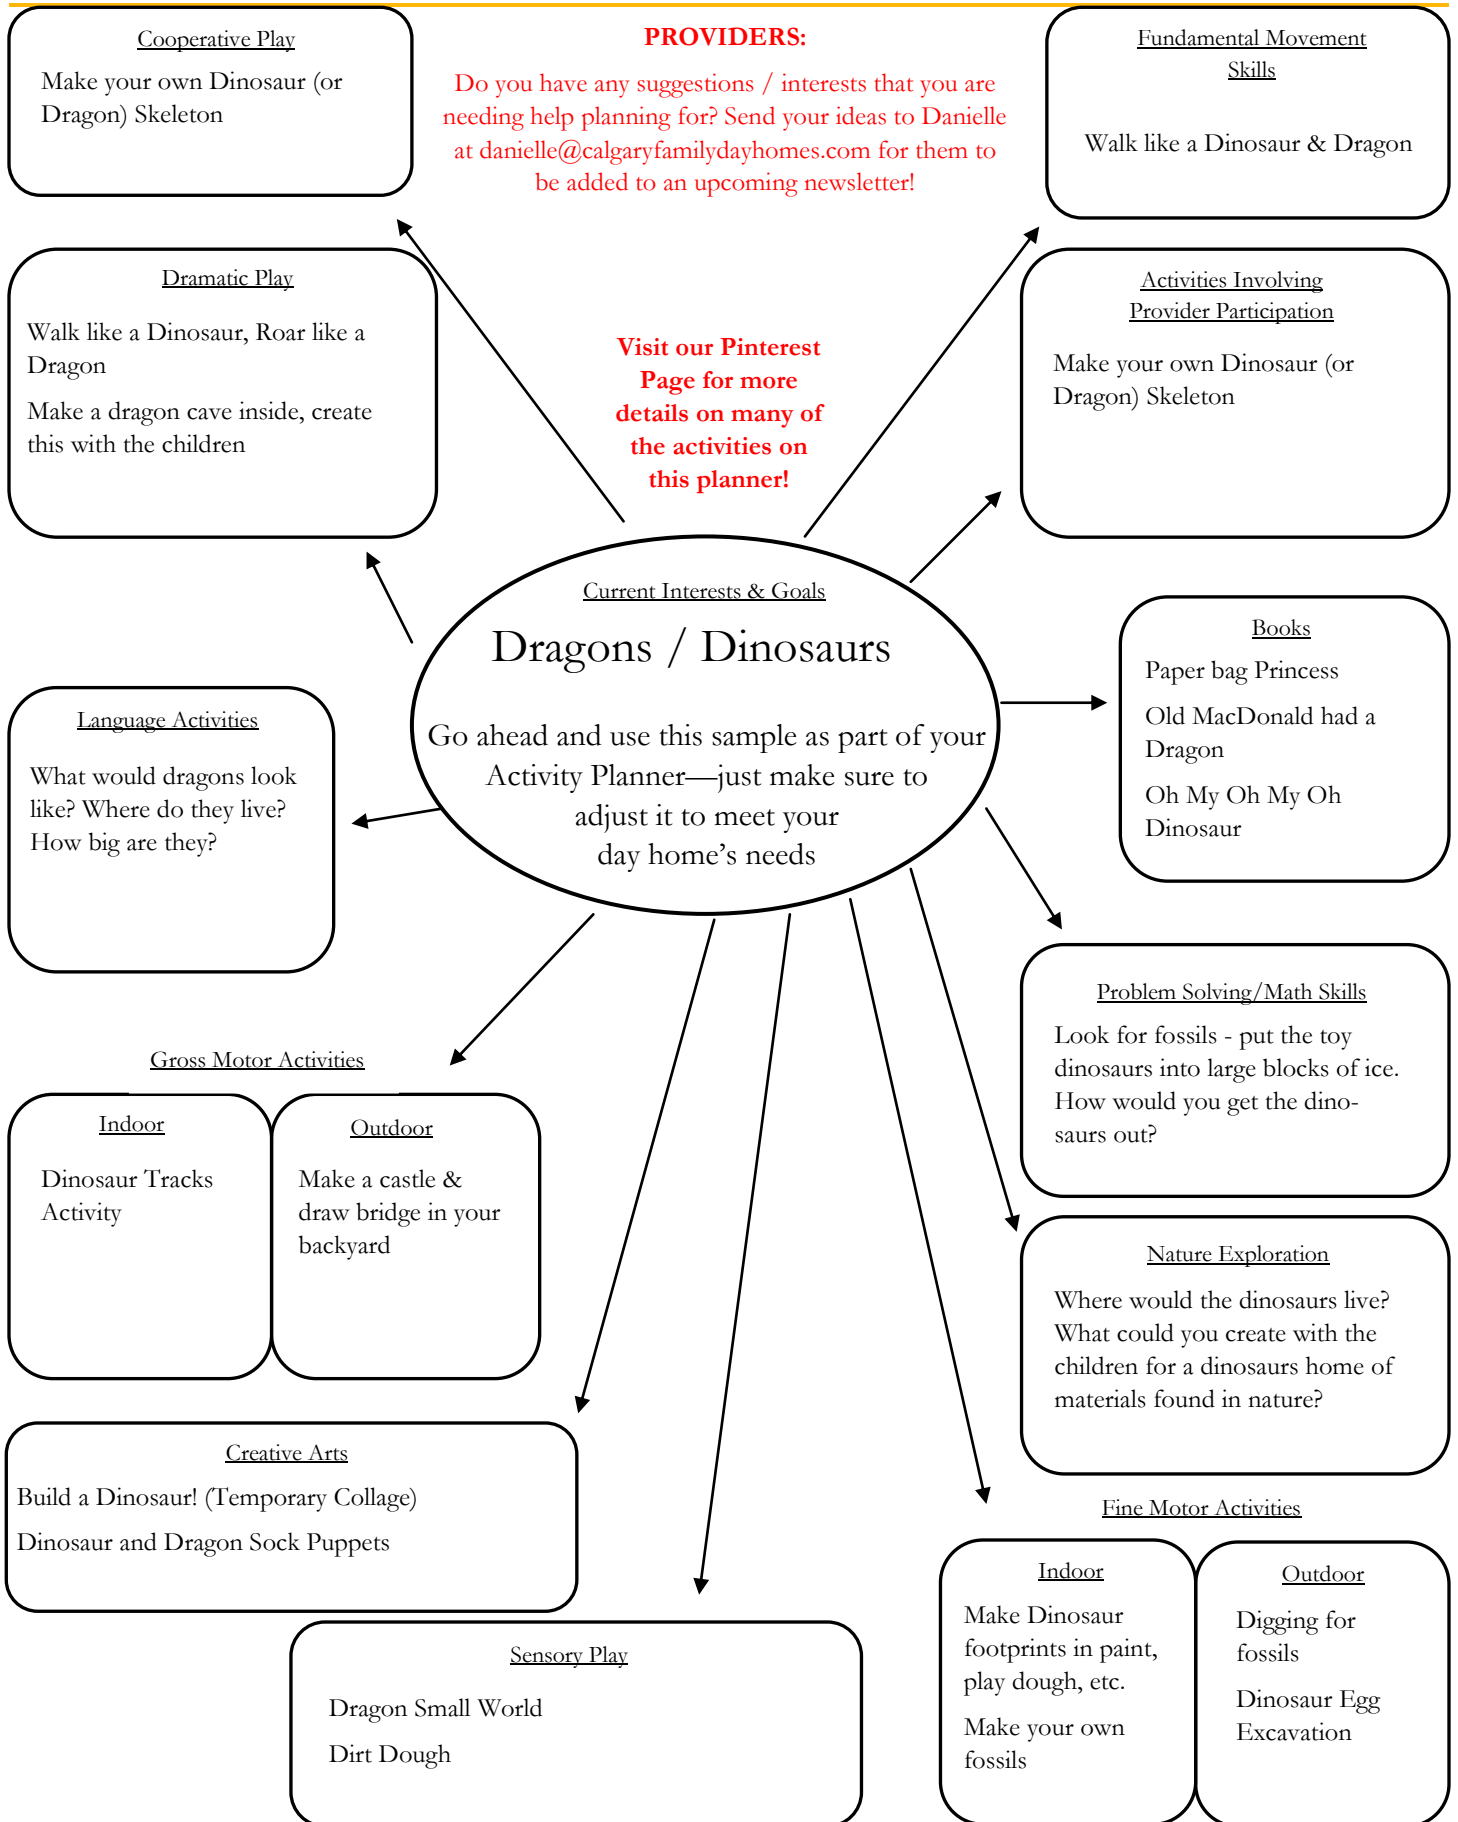 Cooperative Play
Make your own Dinosaur (or
Dragon) Skeleton
PROVIDERS:
Do you have any suggestions / interests that you are
needing help planning for? Send your ideas to Danielle
at danielle@calgaryfamilydayhomes.com for them to
be added to an upcoming newsletter!
Fundamental Movement
Skills
Walk like a Dinosaur & Dragon
Dramatic Play
Walk like a Dinosaur, Roar like a
Dragon
Make a dragon cave inside, create
this with the children
Visit our Pinterest
Page for more
details on many of
the activities on
this planner!
Activities Involving
Provider Participation
Make your own Dinosaur (or
Dragon) Skeleton
Current Interests & Goals
Dragons / Dinosaurs
Go ahead and use this sample as part of your
Activity Planner—just make sure to
adjust it to meet your
day home’s needs
Books
Paper bag Princess
Old MacDonald had a
Dragon
Oh My Oh My Oh
Dinosaur
Language Activities
What would dragons look
like? Where do they live?
How big are they?
Problem Solving/Math Skills
Look for fossils - put the toy
dinosaurs into large blocks of ice.
How would you get the dino-
saurs out?
Gross Motor Activities
Indoor
Dinosaur Tracks
Activity
Outdoor
Make a castle &
draw bridge in your
backyard
Nature Exploration
Where would the dinosaurs live?
What could you create with the
children for a dinosaurs home of
materials found in nature?
Creative Arts
Build a Dinosaur! (Temporary Collage)
Dinosaur and Dragon Sock Puppets
Sensory Play
Dragon Small World
Dirt Dough
Fine Motor Activities
Indoor
Make Dinosaur
footprints in paint,
play dough, etc.
Make your own
fossils
Outdoor
Digging for
fossils
Dinosaur Egg
Excavation